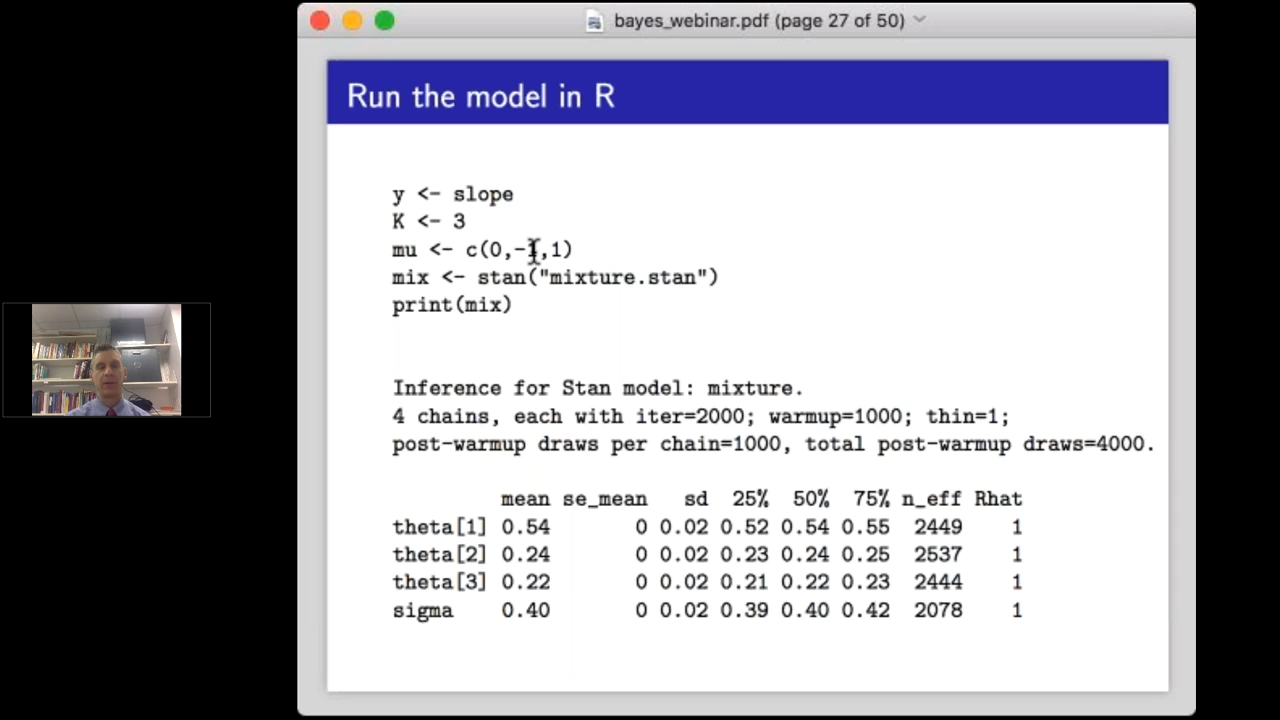 bayes_webinar.pdf (page 27 of 50)
Run the model in R
y <- slope
K <- 3
mu <- c(0,-1,1)
mix <- stan("mixture.stan")
print(mix)
Inference for Stan model: mixture.
4 chains, each with iter=2000; warmup=1000; thin=1;
post-warmup draws per chain=1000, total post-warmup draws=4000.
mean se_mean sd 25% 50% 75% n_eff Rhat
theta[1] 0.54 0 0.02 0.52 0.54 0.55 2449 1
theta[2] 0.24 0 0.02 0.23 0.24 0.25 2537 1
theta[3] 0.22 0 0.02 0.21 0.22 0.23 2444 1
sigma 0.40 0 0.02 0.39 0.40 0.42 2078 1